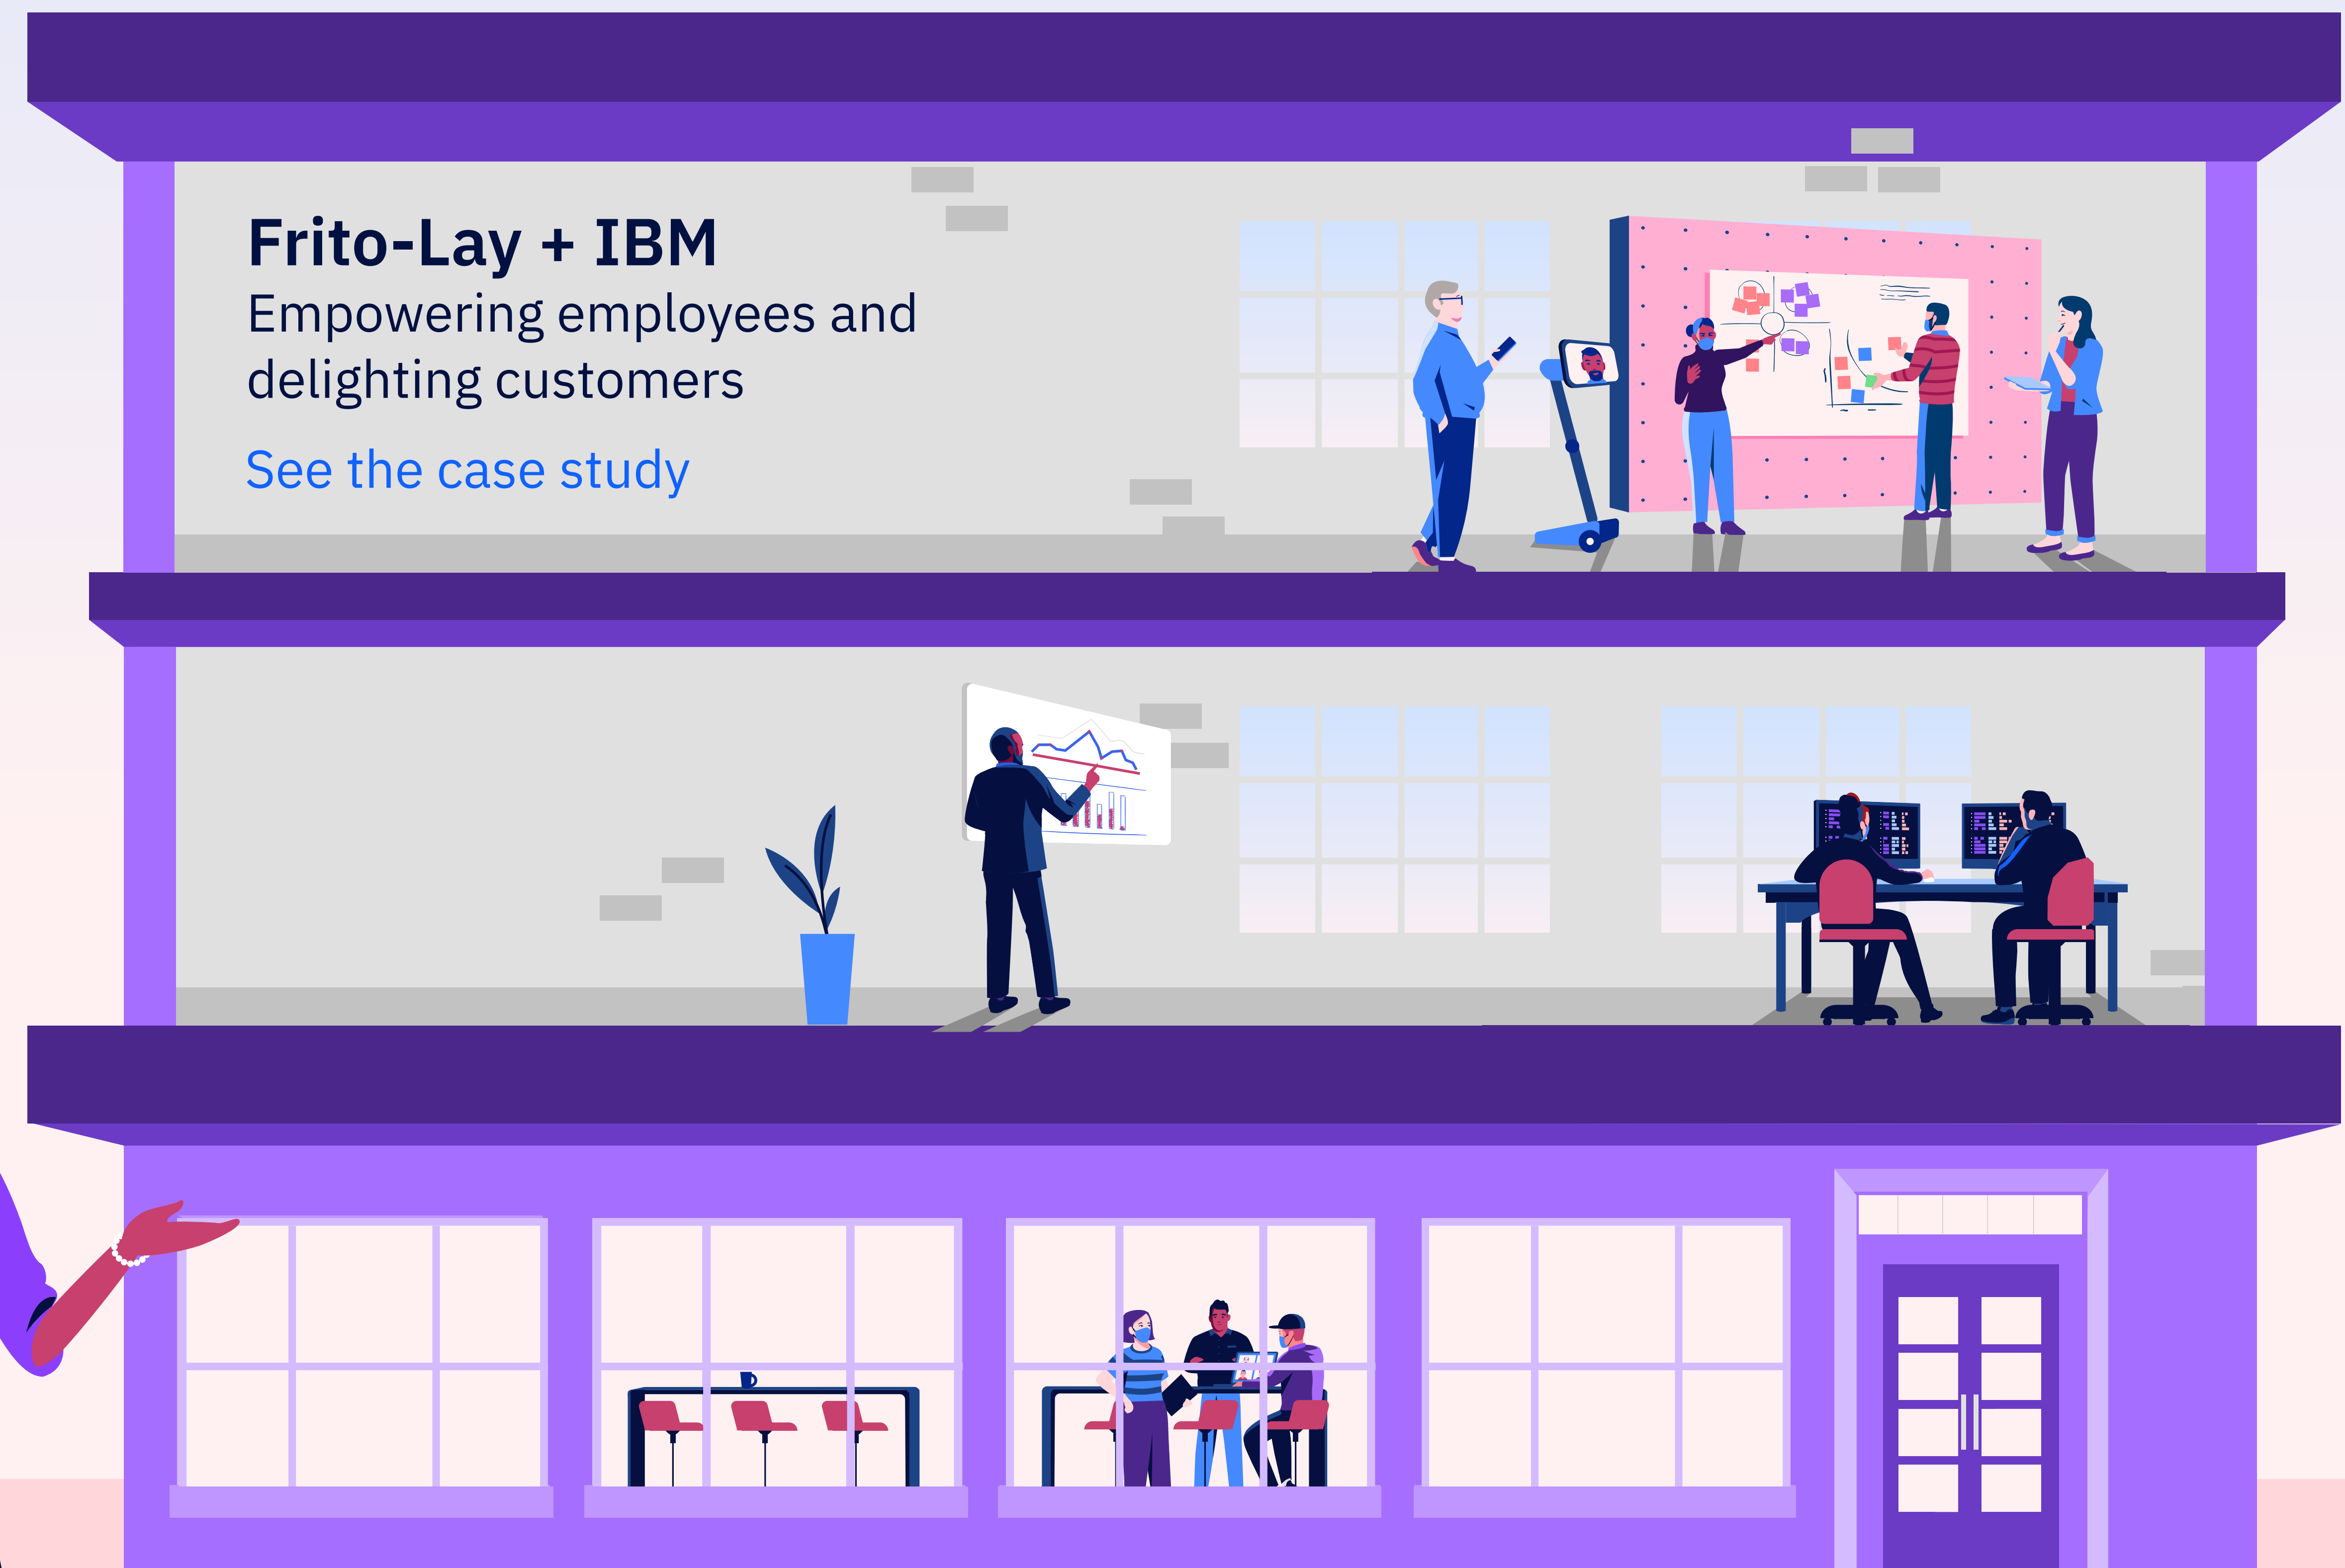 Frito-Lay + IBM
Empowering employees and
delighting customers
See the case study